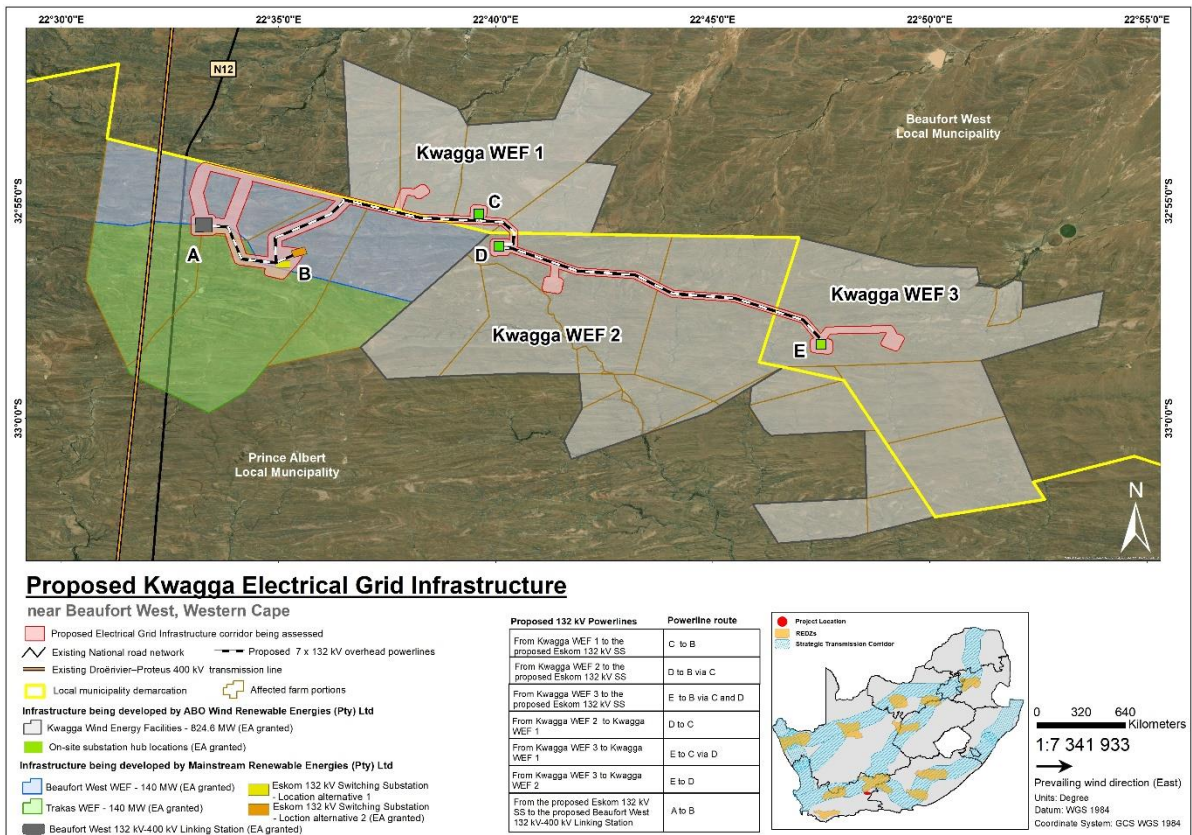 22°30'0"E
22°35'0"E
22°40'0"E
22°45'0"E
22°50'0"E
22°55'0"E
N12
Beaufort West
Local Muncipality
Kwagga WEF 1
32°55'0"S
32°55'0"S
C
A
B
D
Kwagga WEF 3
Kwagga WEF 2
E
33°0'0"S
33°0'0"S
Prince Albert
Local Muncipality
N
Proposed Kwagga Electrical Grid Infrastructure
near Beaufort West, Western Cape
Proposed Electrical Grid Infrastructure corridor being assessed
Existing National road network
Proposed 7 x 132 kV overhead powerlines
Existing Droërivier–Proteus 400 kV transmission line
Local municipality demarcation
Affected farm portions
Infrastructure being developed by ABO Wind Renewable Energies (Pty) Ltd
Kwagga Wind Energy Facilities - 824.6 MW (EA granted)
On-site substation hub locations (EA granted)
Infrastructure being developed by Mainstream Renewable Energies (Pty) Ltd
Beaufort West WEF - 140 MW (EA granted)
Eskom 132 kV Switching Substation
- Location alternative 1
Trakas WEF - 140 MW (EA granted)
Eskom 132 kV Switching Substation
- Loction alternative 2 (EA granted)
Beaufort West 132 kV-400 kV Linking Station (EA granted)
Proposed 132 kV Powerlines
Powerline route
From Kwagga WEF 1 to the
proposed Eskom 132 kV SS
C to B
From Kwagga WEF 2 to the
proposed Eskom 132 kV SS
D to B via C
From Kwagga WEF 3 to the
proposed Eskom 132 kV SS
E to B via C and D
From Kwagga WEF 2 to Kwagga
WEF 1
D to C
From Kwagga WEF 3 to Kwagga
WEF 1
E to C via D
From Kwagga WEF 3 to Kwagga
WEF 2
E to D
From the proposed Eskom 132 kV
SS to the proposed Beaufort West
132 kV-400 kV Linking Station
A to B
Project Location
REDZs
Strategic Transmission Corridor
0 320 640
Kilometers
1:7 341 933
Prevailing wind direction (East)
Units: Degree
Datum: WGS 1984
Coordinate System: GCS WGS 1984